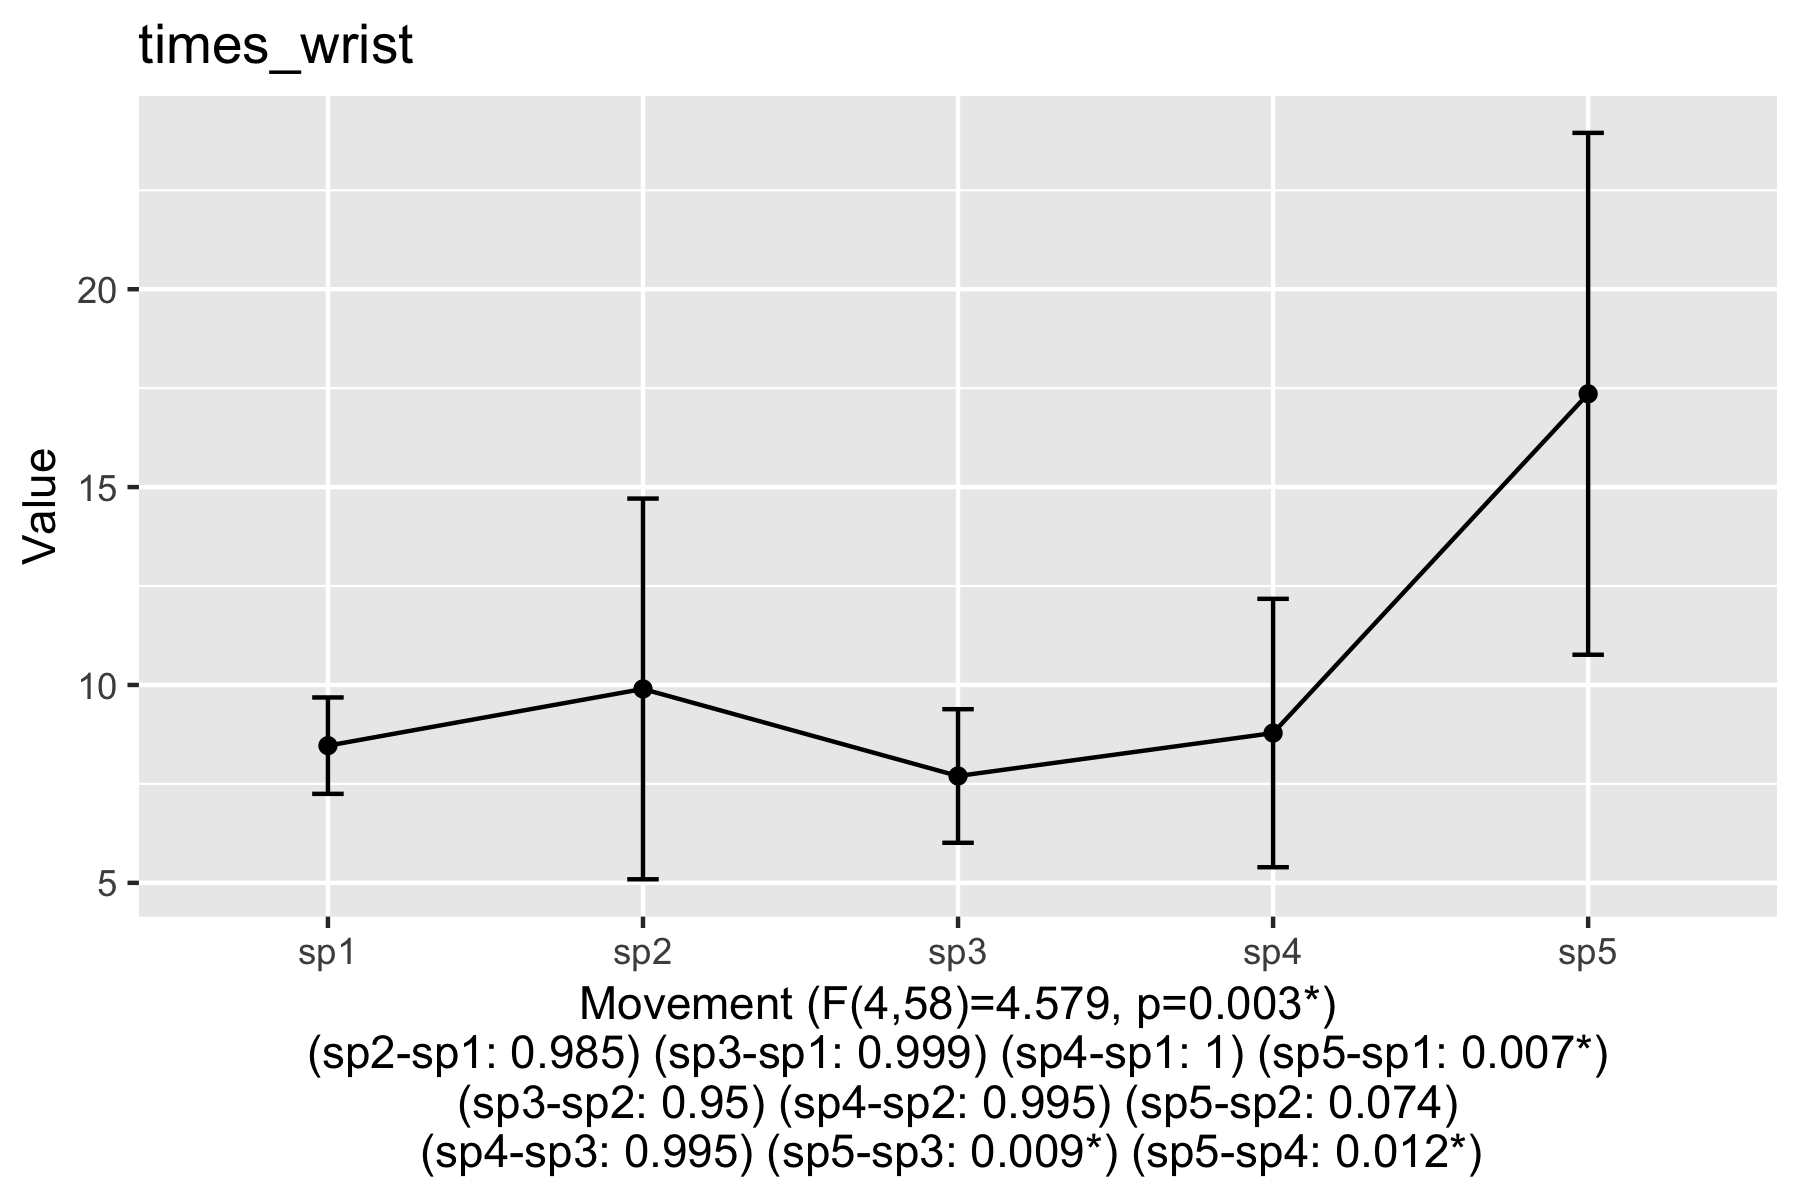 times_wrist
Value
20
15
10
5
sp1 sp2 sp3 sp4 sp5
Movement (F(4,58)=4.579, p=0.003*)
(sp2-sp1: 0.985) (sp3-sp1: 0.999) (sp4-sp1: 1) (sp5-sp1: 0.007*)
(sp3-sp2: 0.95) (sp4-sp2: 0.995) (sp5-sp2: 0.074)
(sp4-sp3: 0.995) (sp5-sp3: 0.009*) (sp5-sp4: 0.012*)